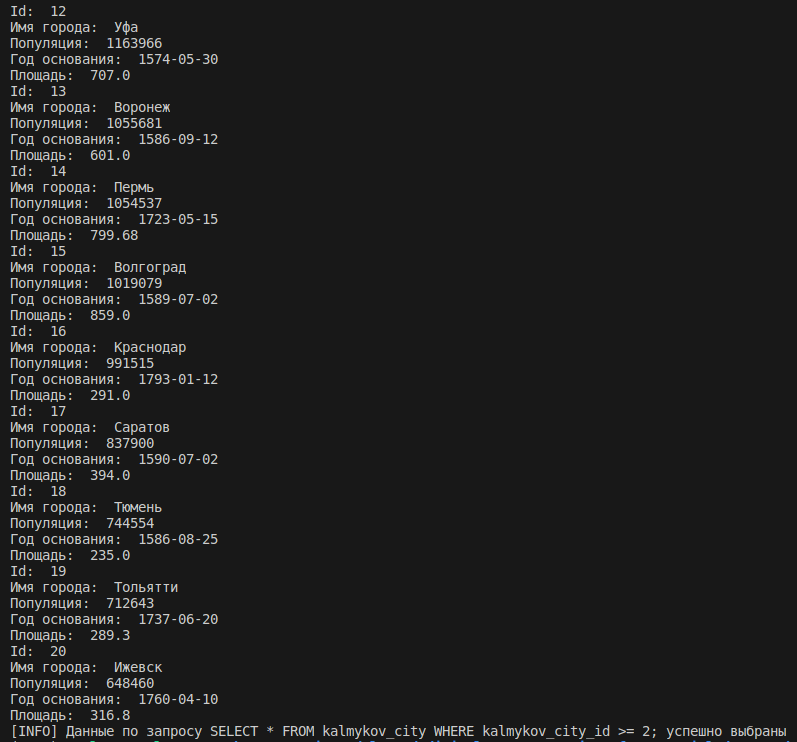 Id:  12
Имя города:  Уфа
Популяция:  1163966
Год основания:  1574-05-30
Площадь:  707.0
Id:  13
Имя города:  Воронеж
Популяция:  1055681
Год основания:  1586-09-12
Площадь:  601.0
Id:  14
Имя города:  Пермь
Популяция:  1054537
Год основания:  1723-05-15
Площадь:  799.68
Id:  15
Имя города:  Волгоград
Популяция:  1019079
Год основания:  1589-07-02
Площадь:  859.0
Id:  16
Имя города:  Краснодар
Популяция:  991515
Год основания:  1793-01-12
Площадь:  291.0
Id:  17
Имя города:  Саратов
Популяция:  837900
Год основания:  1590-07-02
Площадь:  394.0
Id:  18
Имя города:  Тюмень
Популяция:  744554
Год основания:  1586-08-25
Площадь:  235.0
Id:  19
Имя города:  Тольятти
Популяция:  712643
Год основания:  1737-06-20
Площадь:  289.3
Id:  20
Имя города:  Ижевск
Популяция:  648460
Год основания:  1760-04-10
Площадь:  316.8
[INFO] Данные по запросу SELECT * FROM kalmykov_city WHERE kalmykov_city_id >= 2; успешно выбраны